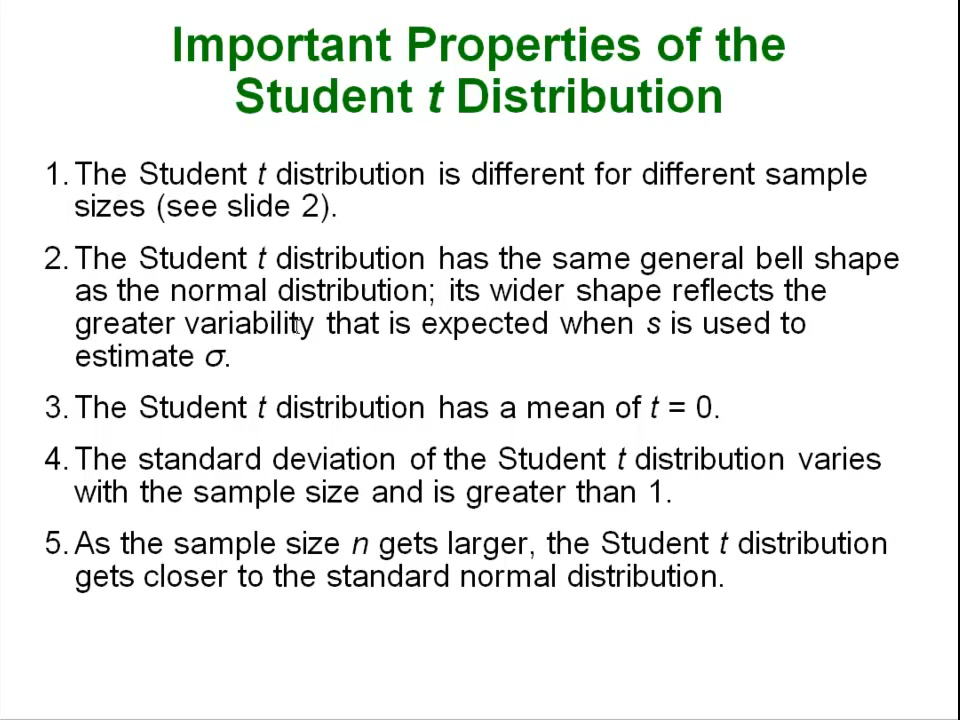 Important Properties of the
Student t Distribution
1. The Student t distribution is different for different sample
sizes (see slide 2).
2. The Student t distribution has the same general bell shape
as the normal distribution; its wider shape reflects the
greater variability that is expected when s is used to
estimate σ.
3. The Student t distribution has a mean of t = 0.
4. The standard deviation of the Student t distribution varies
with the sample size and is greater than 1.
5. As the sample size n gets larger, the Student t distribution
gets closer to the standard normal distribution.